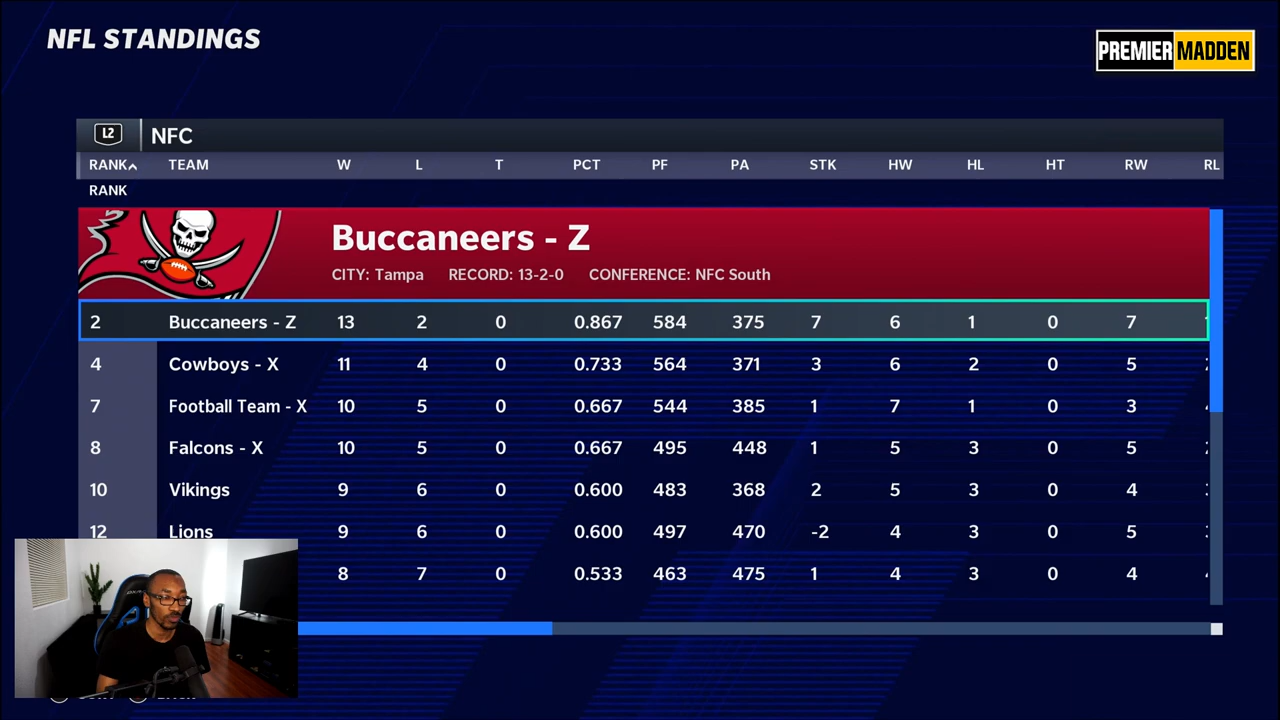 NFL STANDINGS
PREMIER MADDEN
L2 NFC
RANK TEAM W L T PCT PF PA STK HW HL HT RW RL
RANK
Buccaneers - Z
CITY: Tampa RECORD: 13-2-0 CONFERENCE: NFC South
2 Buccaneers - Z 13 2 0 0.867 584 375 7 6 1 0 7
4 Cowboys - X 11 4 0 0.733 564 371 3 6 2 0 5
7 Football Team - X 10 5 0 0.667 544 385 1 7 1 0 3
8 Falcons - X 10 5 0 0.667 495 448 1 5 3 0 5
10 Vikings 9 6 0 0.600 483 368 2 5 3 0 4
12 Lions 9 6 0 0.600 497 470 -2 4 3 0 5
8 7 0 0.533 463 475 1 4 3 0 4